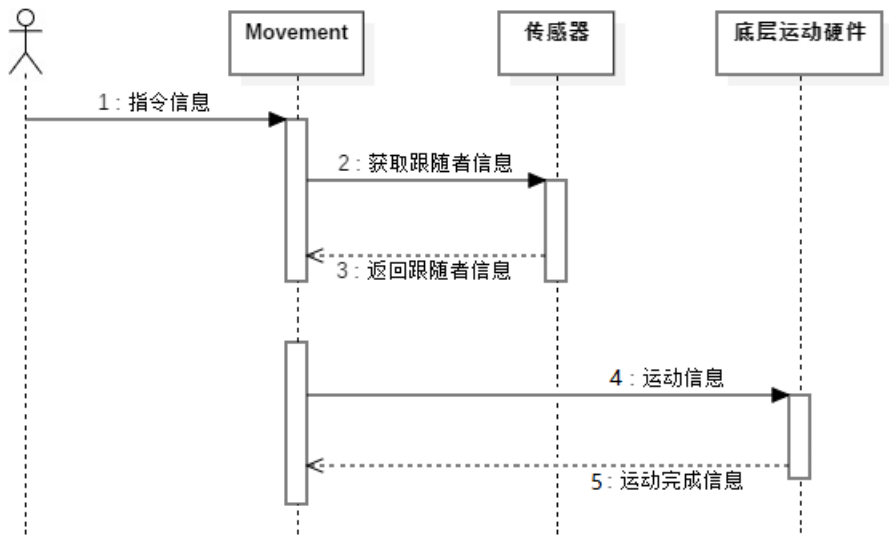 Movement
传感器
底层运动硬件
1 : 指令信息
2 : 获取跟随者信息
3 : 返回跟随者信息
4 : 运动信息
5 : 运动完成信息